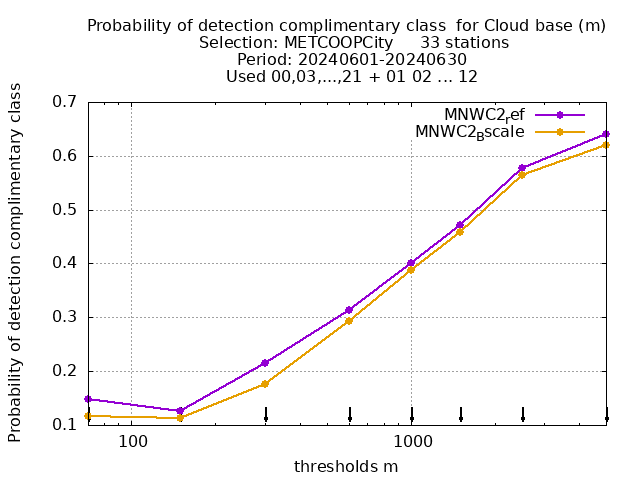 Probability of detection complimentary class  for Cloud base (m)
Selection: METCOOPCity     33 stations
Period: 20240601-20240630
Used 00,03,...,21 + 01 02 ... 12
Probability of detection complimentary class
0.7
0.6
0.5
0.4
0.3
0.2
0.1
MNWC2ref
MNWC2Bscale
100
1000
thresholds m